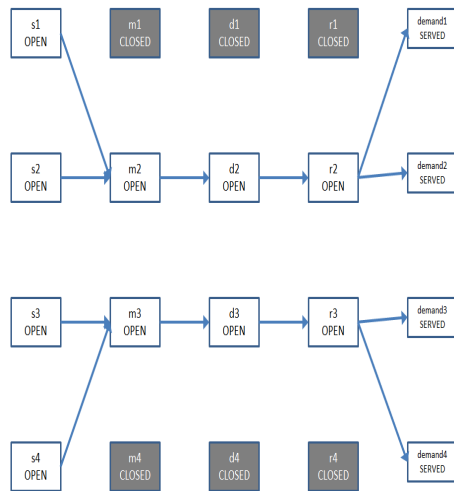 s1
OPEN
m1
CLOSED
d1
CLOSED
r1
CLOSED
demand1
SERVED
s2
OPEN
m2
OPEN
d2
OPEN
r2
OPEN
demand2
SERVED
s3
OPEN
m3
OPEN
d3
OPEN
r3
OPEN
demand3
SERVED
s4
OPEN
m4
CLOSED
d4
CLOSED
r4
CLOSED
demand4
SERVED